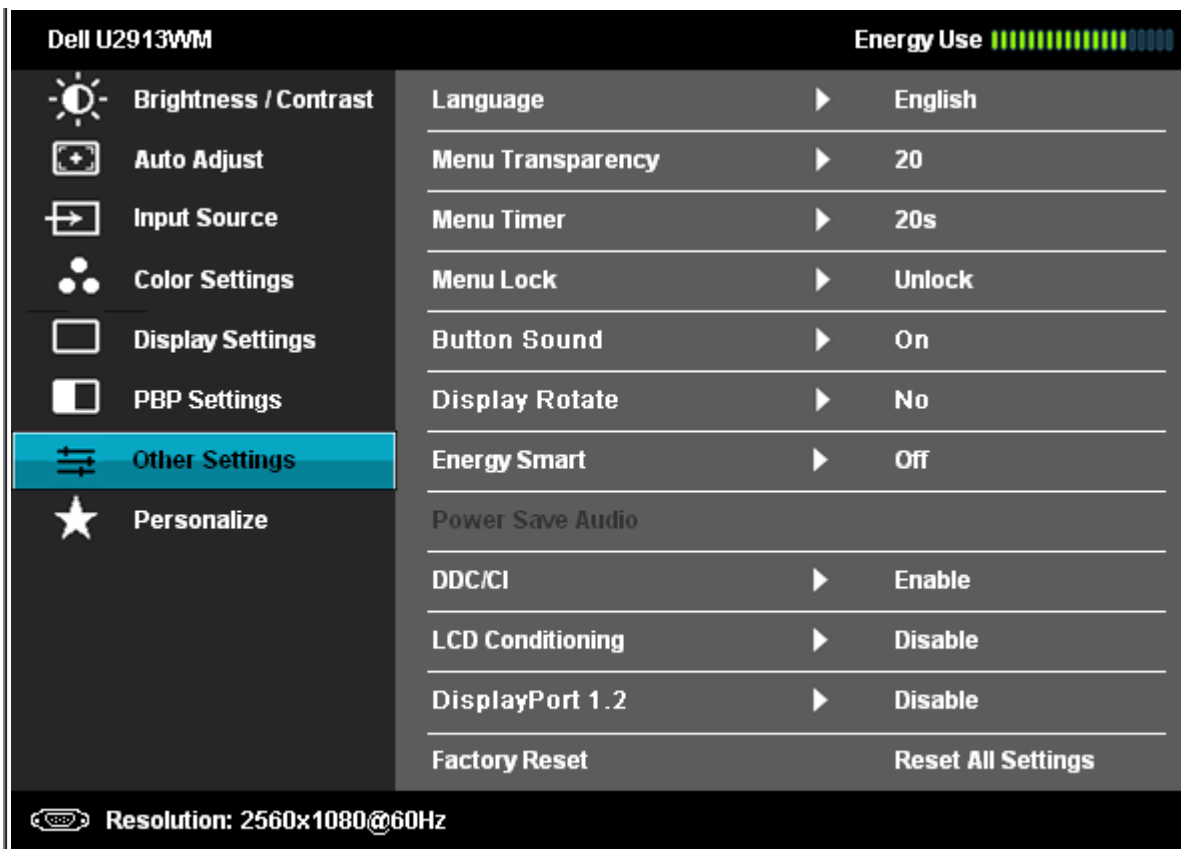 Dell U2913WM Energy Use
Brightness / Contrast Language English
Auto Adjust Menu Transparency 20
Input Source Menu Timer 20s
Color Settings Menu Lock Unlock
Display Settings Button Sound On
PBP Settings Display Rotate No
Other Settings Energy Smart Off
Personalize Power Save Audio
DDC/CI Enable
LCD Conditioning Disable
DisplayPort 1.2 Disable
Factory Reset Reset All Settings
Resolution: 2560x1080@60Hz